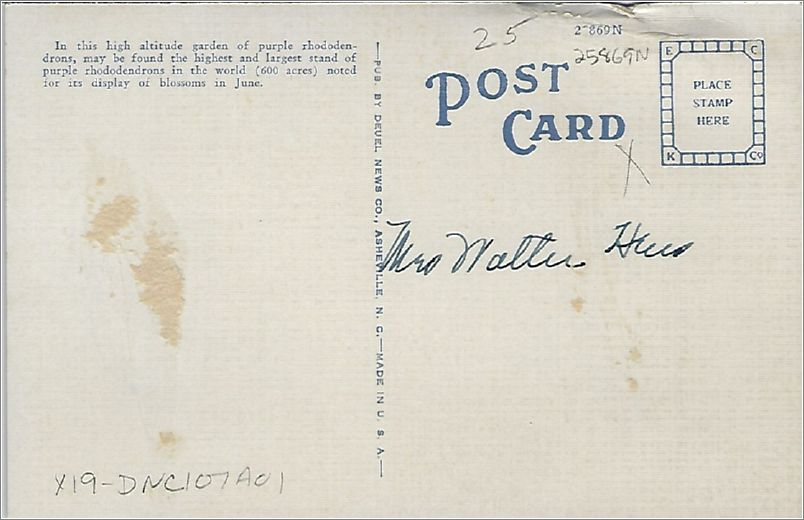 In this high altitude garden of purple rhododen-
drons, may be found the highest and largest stand of
purple rhododendrons in the world (600 acres) noted
for its display of blossoms in June.
—PUB. BY DEUEL NEWS CO., ASHEVILLE, N. C.—MADE IN U. S. A.—
25
869N
25869N
POST
CARD
E C
PLACE
STAMP
HERE
K Co
X
Mrs Walter
X19-DNC107A01